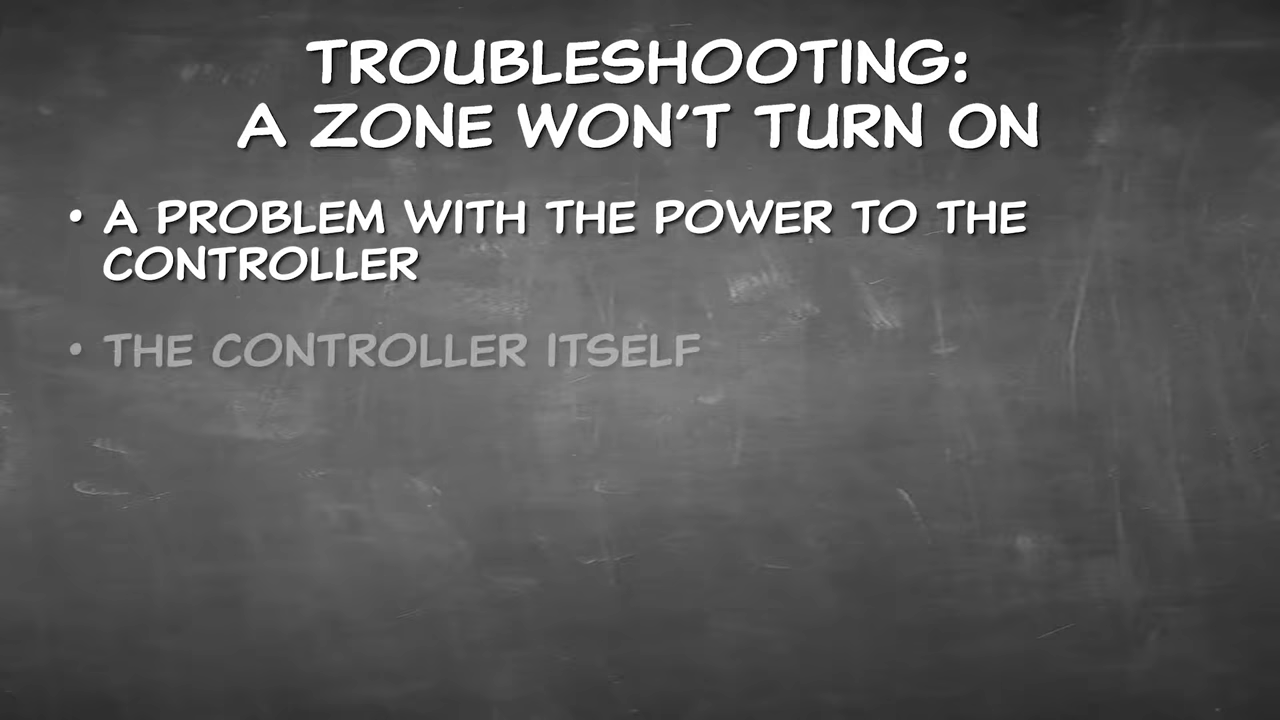 TROUBLESHOOTING:
A ZONE WON'T TURN ON
• A PROBLEM WITH THE POWER TO THE
CONTROLLER
• THE CONTROLLER ITSELF